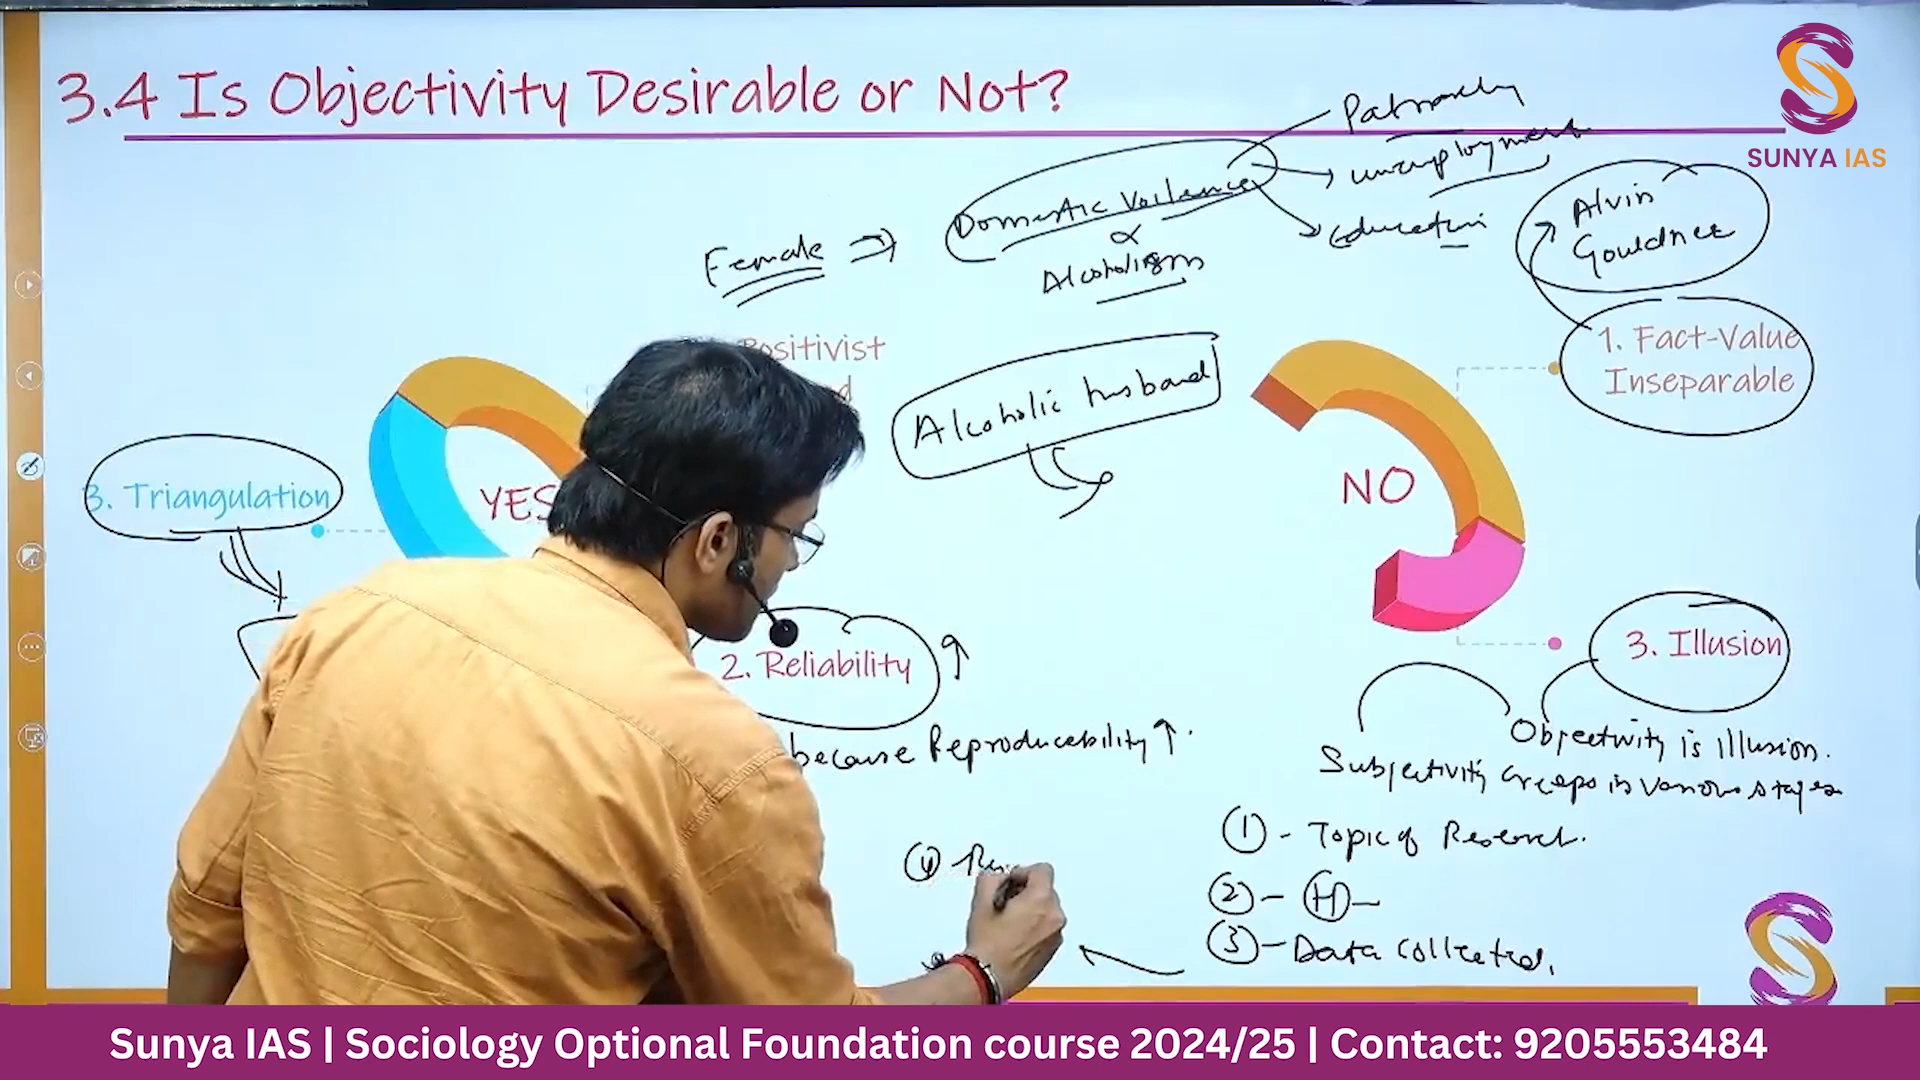 3.4 Is Objectivity Desirable or Not?
SUNYA IAS
Patriarchy
unemployment
Education
Domestic Voilence
∝
Alcoholism
Female ⇒
Alvin
Gouldner
Positivist
1. Fact-Value
Inseparable
Alcoholic husband
3. Triangulation
YES
NO
2. Reliability ↑
because Reproducebility ↑.
3. Illusion
Objectivity is illusion.
Subjectivity creeps in various stages
① - Topic of Research.
② - Ⓗ -
③ - Data collected.
④
Sunya IAS | Sociology Optional Foundation course 2024/25 | Contact: 9205553484